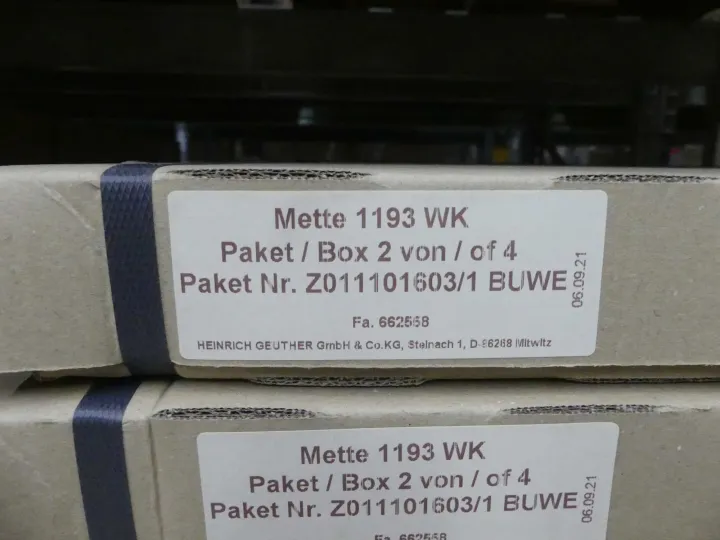 Mette 1193 WK
Paket / Box 2 von / of 4
Paket Nr. Z011101603/1 BUWE
06.09.21
Fa. 662568
HEINRICH GEUTHER GmbH & Co.KG, Steinach 1, D-96268 Mitwitz
Mette 1193 WK
Paket / Box 2 von / of 4
Paket Nr. Z011101603/1 BUWE
06.09.21
Fa. 662568